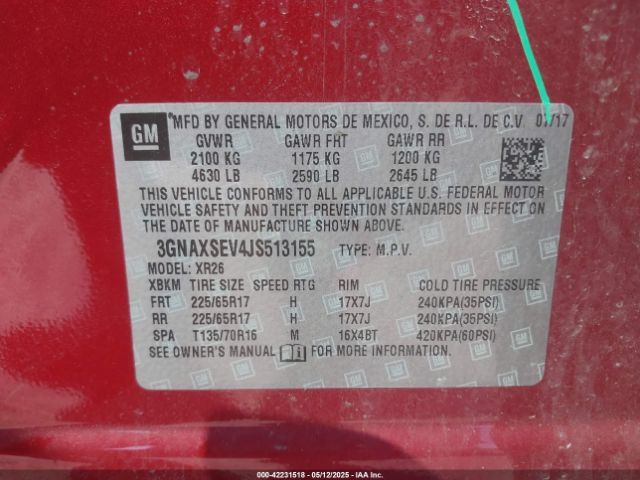 GM
MFD BY GENERAL MOTORS DE MEXICO, S. DE R.L. DE C.V.
GVWR GAWR FRT GAWR RR
2100 KG 1175 KG 1200 KG
4630 LB 2590 LB 2645 LB
THIS VEHICLE CONFORMS TO ALL APPLICABLE U.S. FEDERAL MOTOR
VEHICLE SAFETY AND THEFT PREVENTION STANDARDS IN EFFECT ON
THE DATE OF MANUFACTURE SHOWN ABOVE.
3GNAXSEV4JS513155 TYPE: M.P.V.
MODEL: XR26
XBKM TIRE SIZE SPEED RTG RIM COLD TIRE PRESSURE
FRT 225/65R17 H 17X7J 240KPA(35PSI)
RR 225/65R17 H 17X7J 240KPA(35PSI)
SPA T135/70R16 M 16X4BT 420KPA(60PSI)
SEE OWNER'S MANUAL FOR MORE INFORMATION.
000-42231518 05/12/2025 IAAI.COM